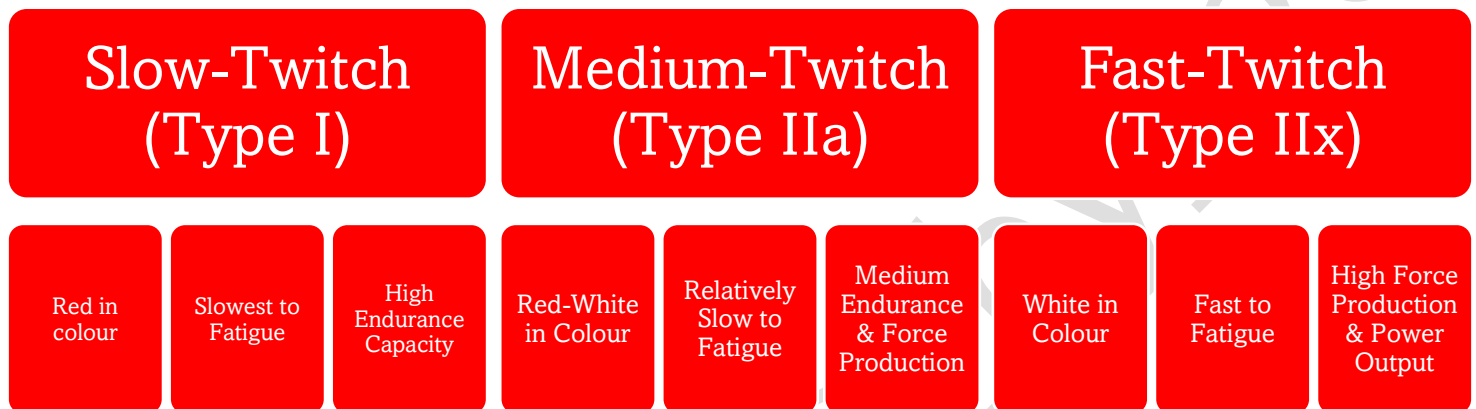 Slow-Twitch
(Type I)
Medium-Twitch
(Type IIa)
Fast-Twitch
(Type IIx)
Red in
colour
Slowest to
Fatigue
High
Endurance
Capacity
Red-White
in Colour
Relatively
Slow to
Fatigue
Medium
Endurance
& Force
Production
White in
Colour
Fast to
Fatigue
High Force
Production
& Power
Output